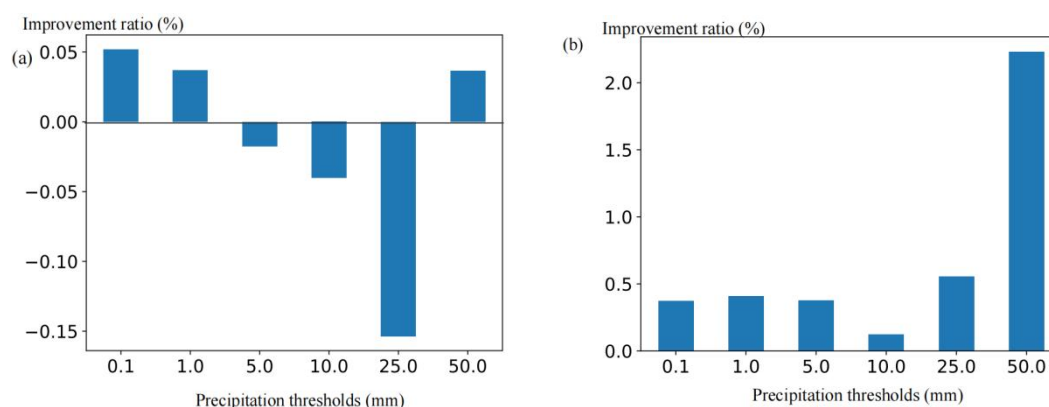 Improvement ratio (%)
(a)
0.05
0.00
−0.05
−0.10
−0.15
0.1 1.0 5.0 10.0 25.0 50.0
Precipitation thresholds (mm)
Improvement ratio (%)
(b)
2.0
1.5
1.0
0.5
0.0
0.1 1.0 5.0 10.0 25.0 50.0
Precipitation thresholds (mm)